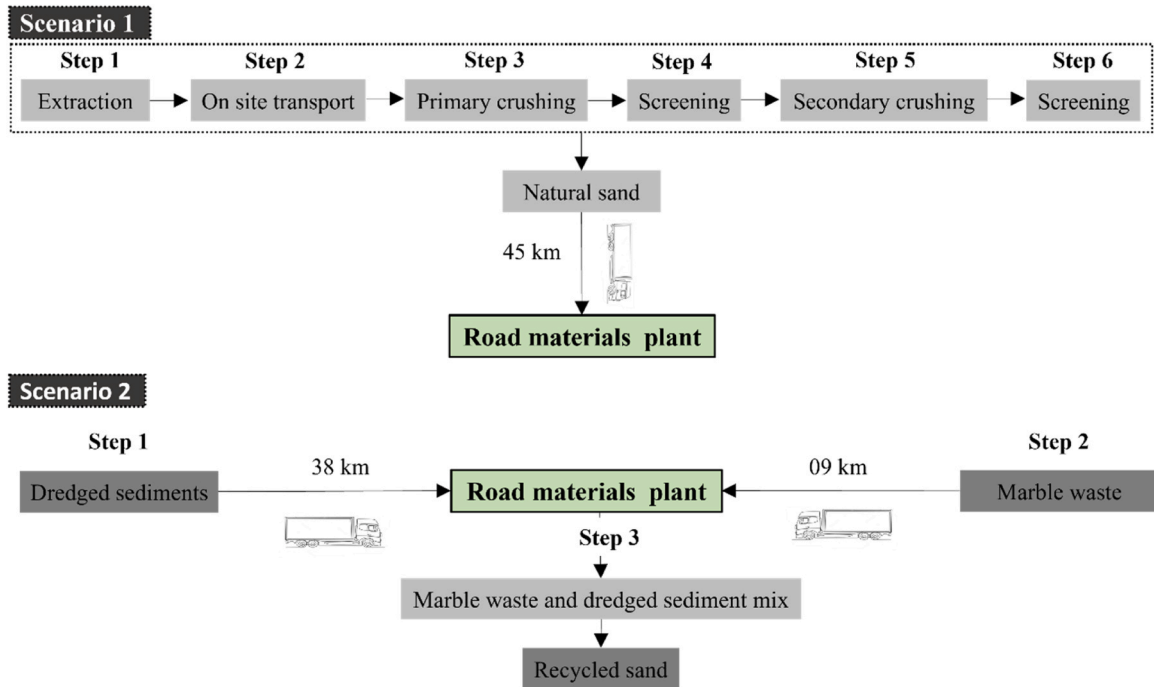 Scenario 1
Step 1 Step 2 Step 3 Step 4 Step 5 Step 6
Extraction On site transport Primary crushing Screening Secondary crushing Screening
Natural sand
45 km
Road materials plant
Scenario 2
Step 1 Step 2
38 km 09 km
Dredged sediments Road materials plant Marble waste
Step 3
Marble waste and dredged sediment mix
Recycled sand